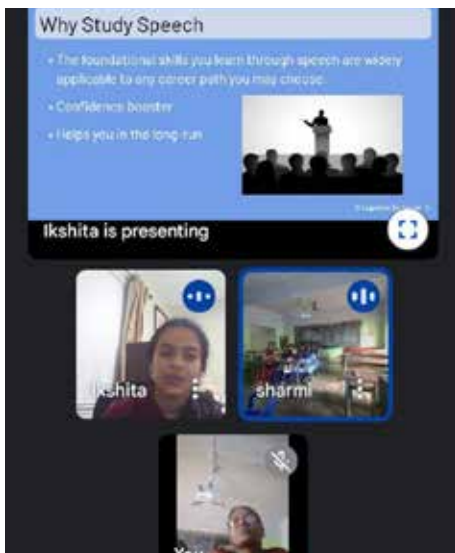 Why Study Speech
• The foundational skills you learn through speech are widely
applicable to any career path you may choose.
• Confidence booster
• Helps you in the long-run
Ikshita is presenting
Ikshita
sharmi
You